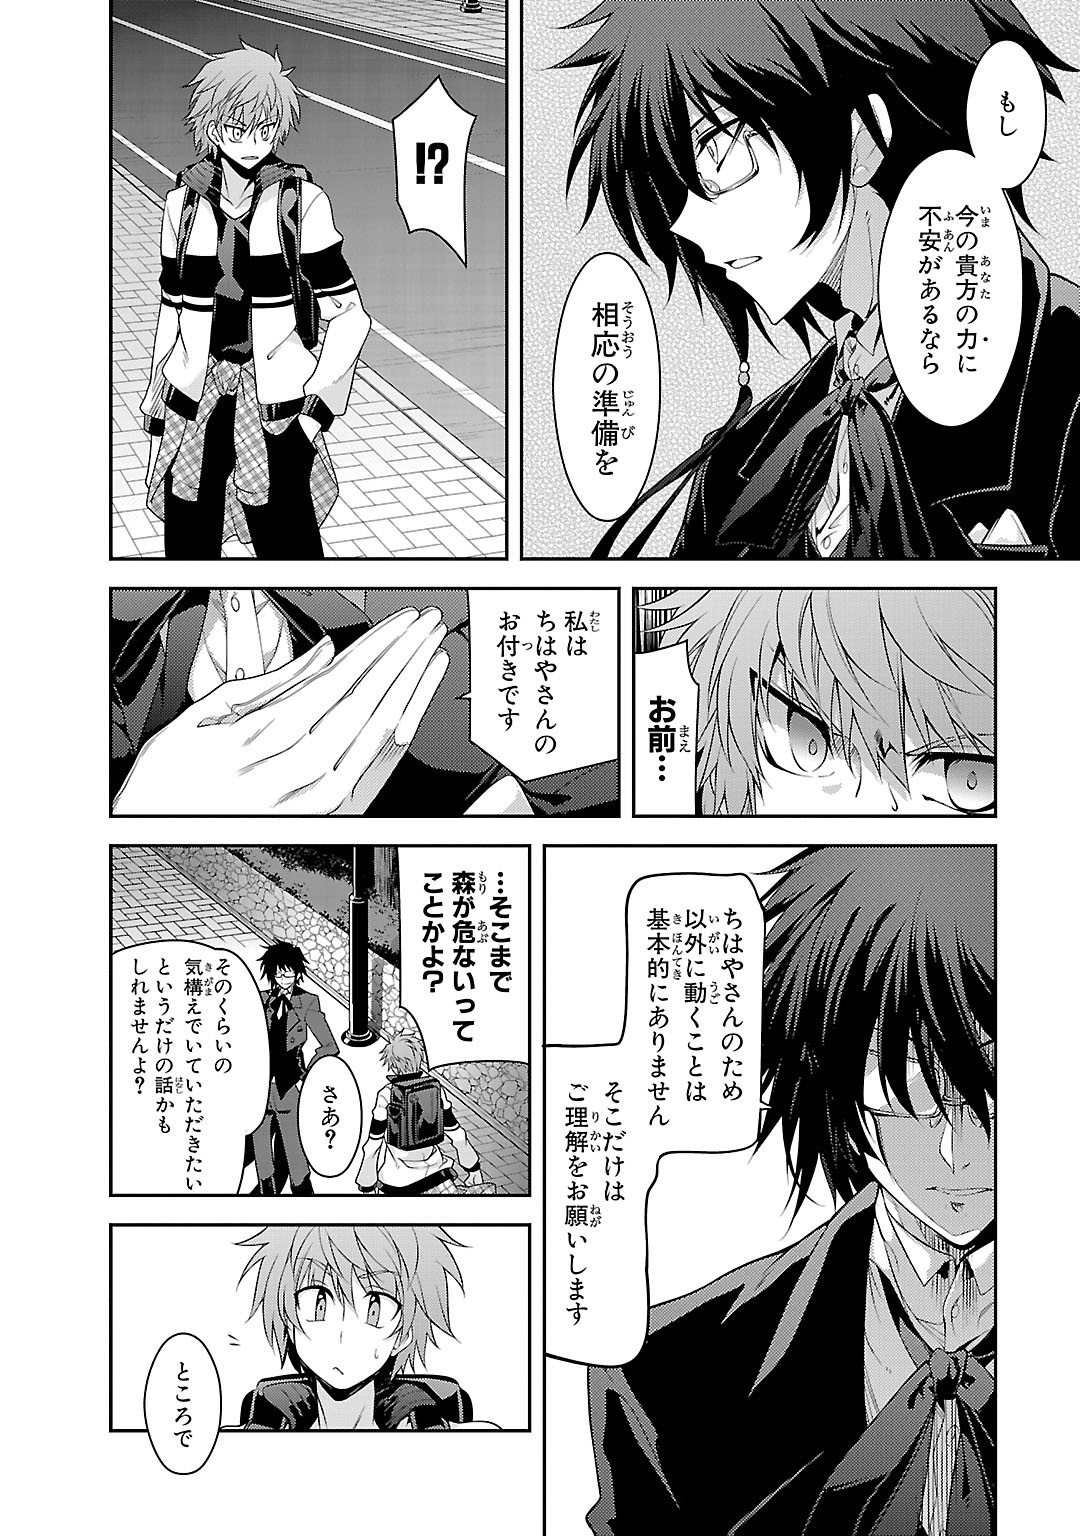 もし
今の貴方の力に
不安があるなら
相応の準備を
!?
お前…
私は
ちはやさんの
お付きです
ちはやさんのため
以外に動くことは
基本的にありません
そこだけは
ご理解をお願いします
…そこまで
森が危ないって
ことかよ?
さあ?
そのくらいの
気構えでいていただきたい
というだけの話かも
しれませんよ?
ところで